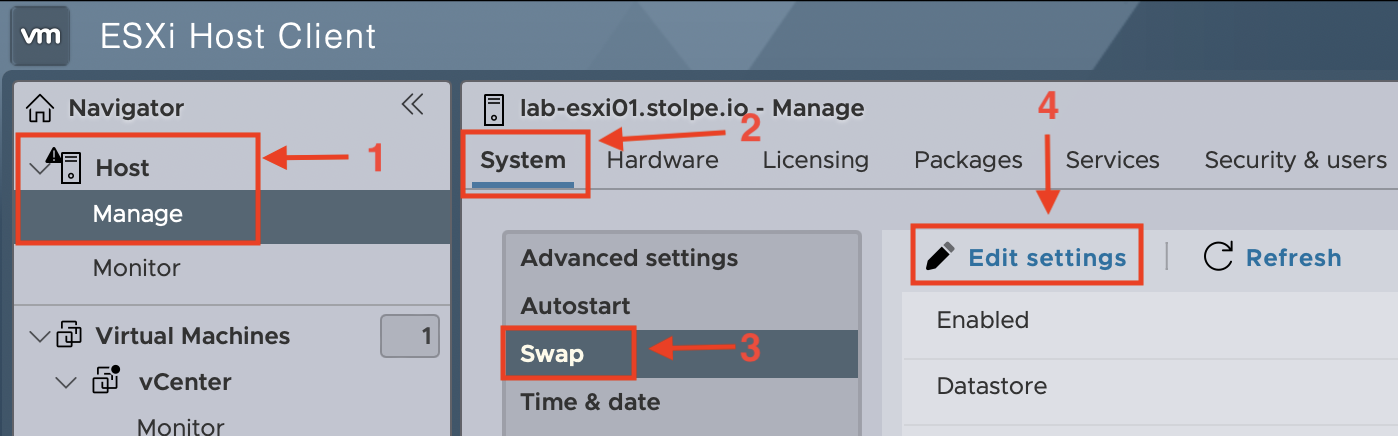 vm ESXi Host Client
Navigator
1
Host
Manage
Monitor
Virtual Machines 1
vCenter
Monitor
lab-esxi01.stolpe.io - Manage
4
2
System Hardware Licensing Packages Services Security & users
Advanced settings
Autostart
Swap
3
Time & date
Edit settings Refresh
Enabled
Datastore